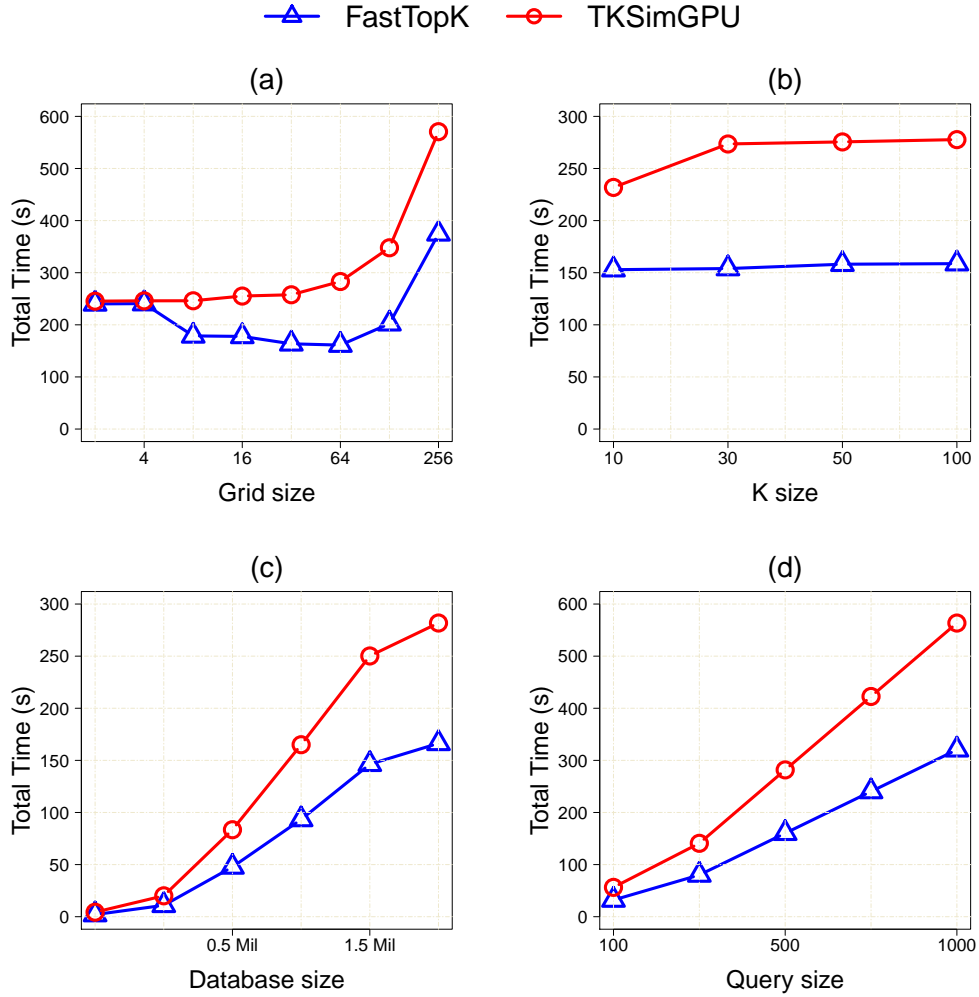 FastTopK TKSimGPU
(a)
600
500
400
300
200
100
0
Total Time (s)
4 16 64 256
Grid size
(b)
300
250
200
150
100
50
0
Total Time (s)
10 30 50 100
K size
(c)
300
250
200
150
100
50
0
Total Time (s)
0.5 Mil 1.5 Mil
Database size
(d)
600
500
400
300
200
100
0
Total Time (s)
100 500 1000
Query size